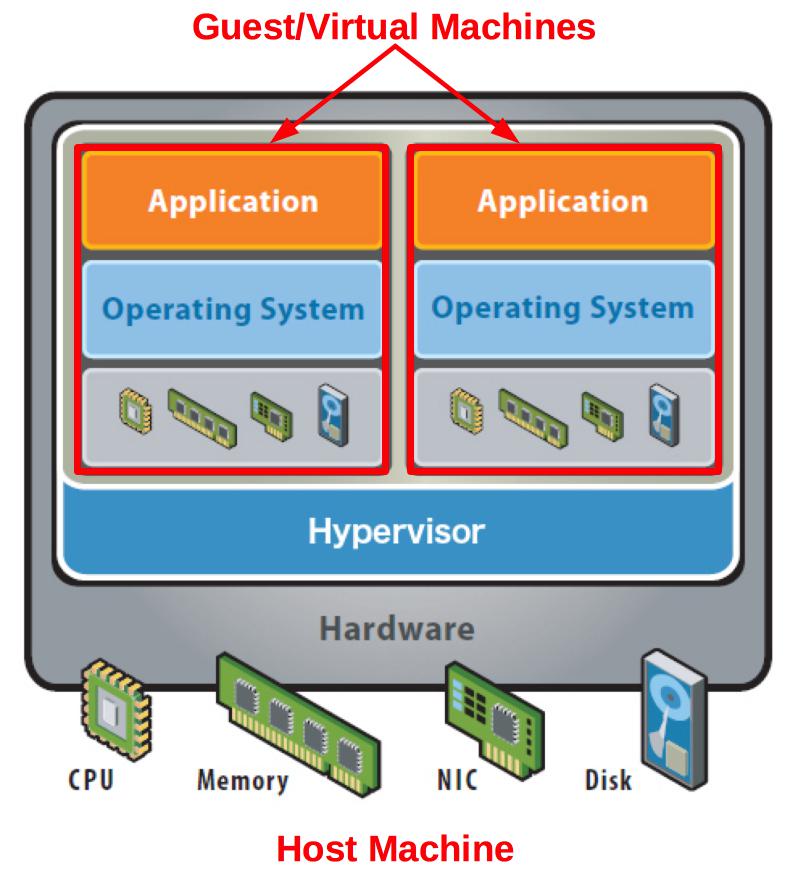 Guest/Virtual Machines
Application
Application
Operating System
Operating System
Hypervisor
Hardware
CPU
Memory
NIC
Disk
Host Machine